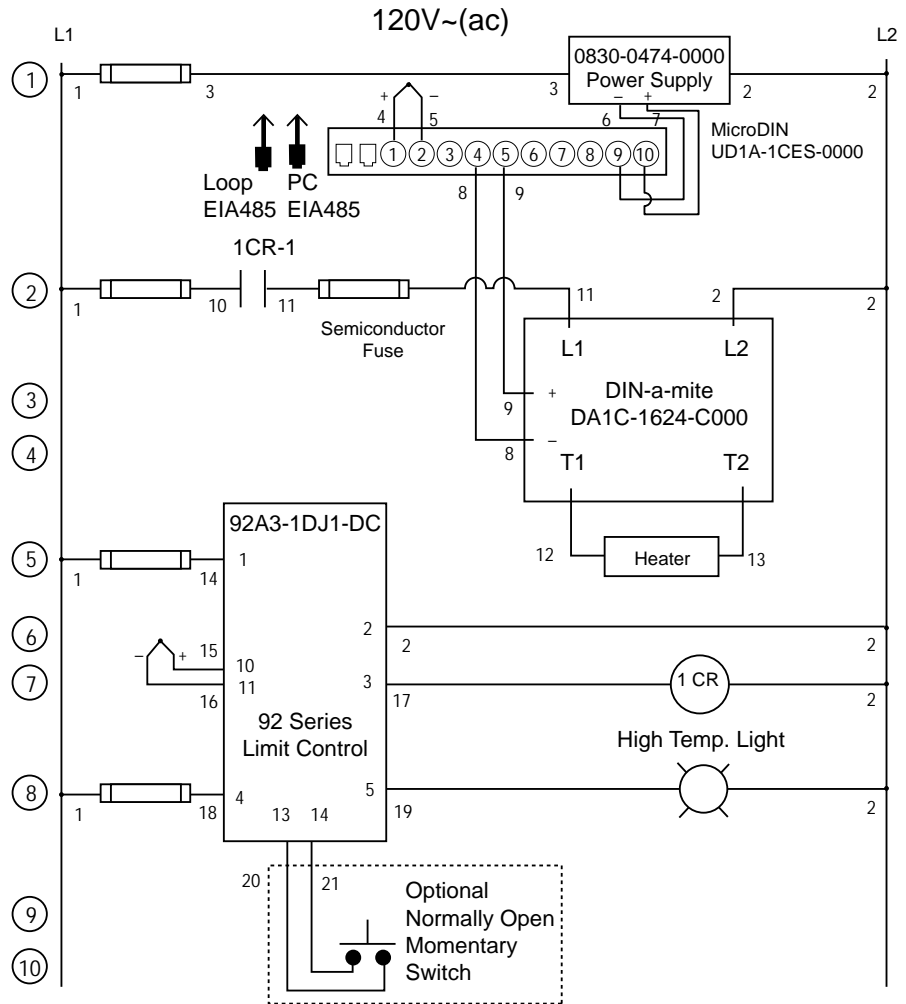 120V~(ac)
L1
L2
1
1
3
3
0830-0474-0000
Power Supply
2
2
−
+
+
−
4
5
6
7
MicroDIN
UD1A-1CES-0000
1 2 3 4 5 6 7 8 9 10
Loop
EIA485
PC
EIA485
8
9
1CR-1
2
1
10
11
Semiconductor
Fuse
11
2
2
L1
L2
DIN-a-mite
DA1C-1624-C000
3
9
+
4
8
−
T1
T2
12
Heater
13
92A3-1DJ1-DC
5
1
14
1
6
2
2
2
−
+
15
10
7
16
11
3
17
1 CR
2
92 Series
Limit Control
High Temp. Light
8
1
18
4
5
19
2
13
14
20
21
Optional
Normally Open
Momentary
Switch
9
10